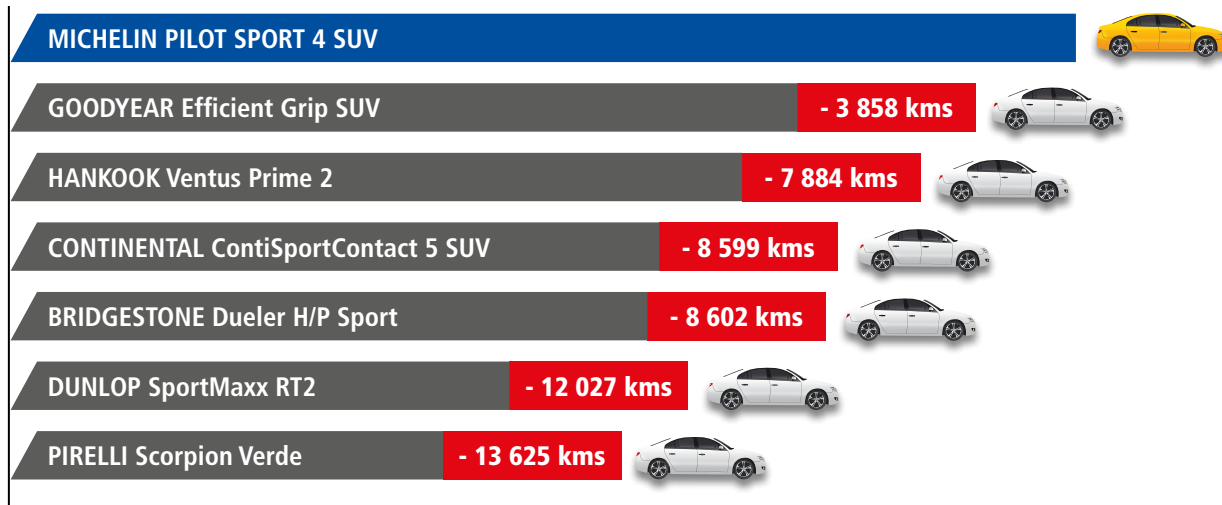 MICHELIN PILOT SPORT 4 SUV
GOODYEAR Efficient Grip SUV - 3 858 kms
HANKOOK Ventus Prime 2 - 7 884 kms
CONTINENTAL ContiSportContact 5 SUV - 8 599 kms
BRIDGESTONE Dueler H/P Sport - 8 602 kms
DUNLOP SportMaxx RT2 - 12 027 kms
PIRELLI Scorpion Verde - 13 625 kms